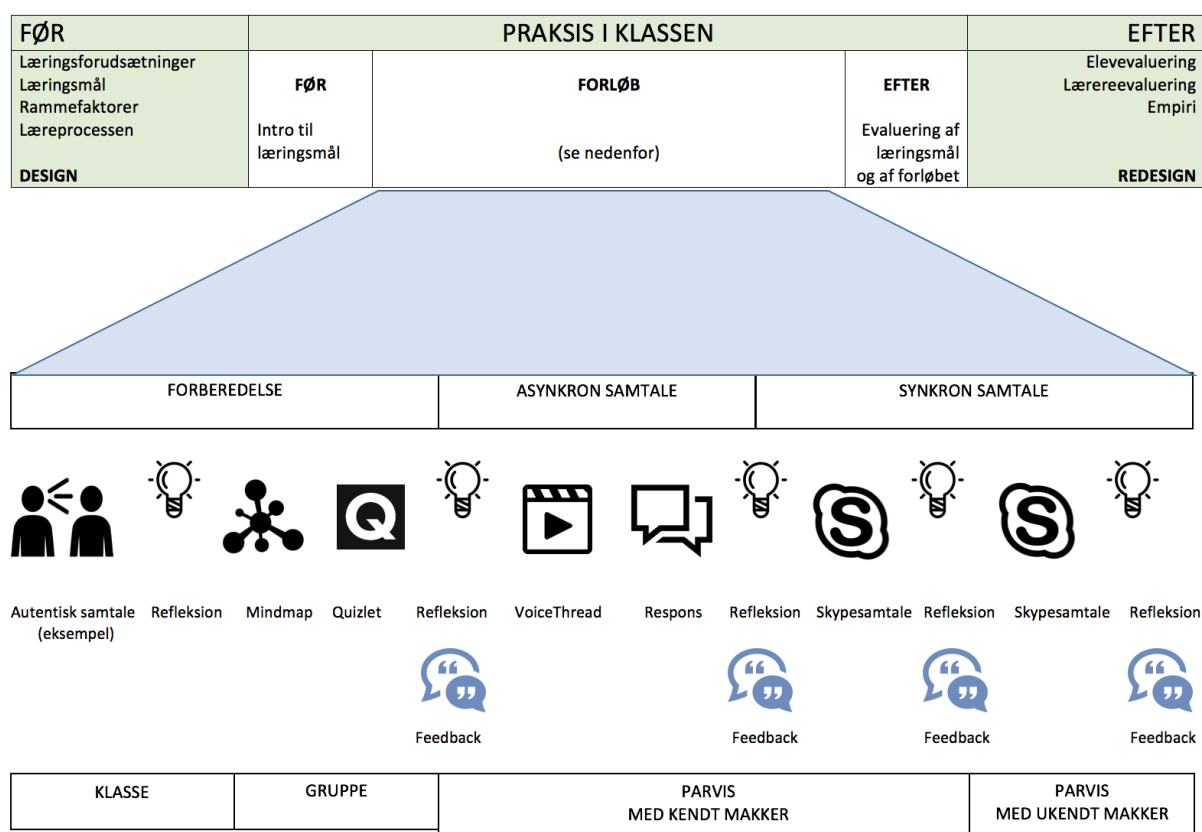 FØR
PRAKSIS I KLASSEN
EFTER
Læringsforudsætninger
Læringsmål
Rammefaktorer
Læreprocessen
DESIGN
FØR
Intro til
læringsmål
FORLØB
(se nedenfor)
EFTER
Evaluering af
læringsmål
og af forløbet
Elevevaluering
Lærereevaluering
Empiri
REDESIGN
FORBEREDELSE
ASYNKRON SAMTALE
SYNKRON SAMTALE
Q
S
S
Autentisk samtale
(eksempel)
Refleksion
Mindmap
Quizlet
Refleksion
VoiceThread
Respons
Refleksion
Skypesamtale
Refleksion
Skypesamtale
Refleksion
Feedback
Feedback
Feedback
Feedback
KLASSE
GRUPPE
PARVIS
MED KENDT MAKKER
PARVIS
MED UKENDT MAKKER